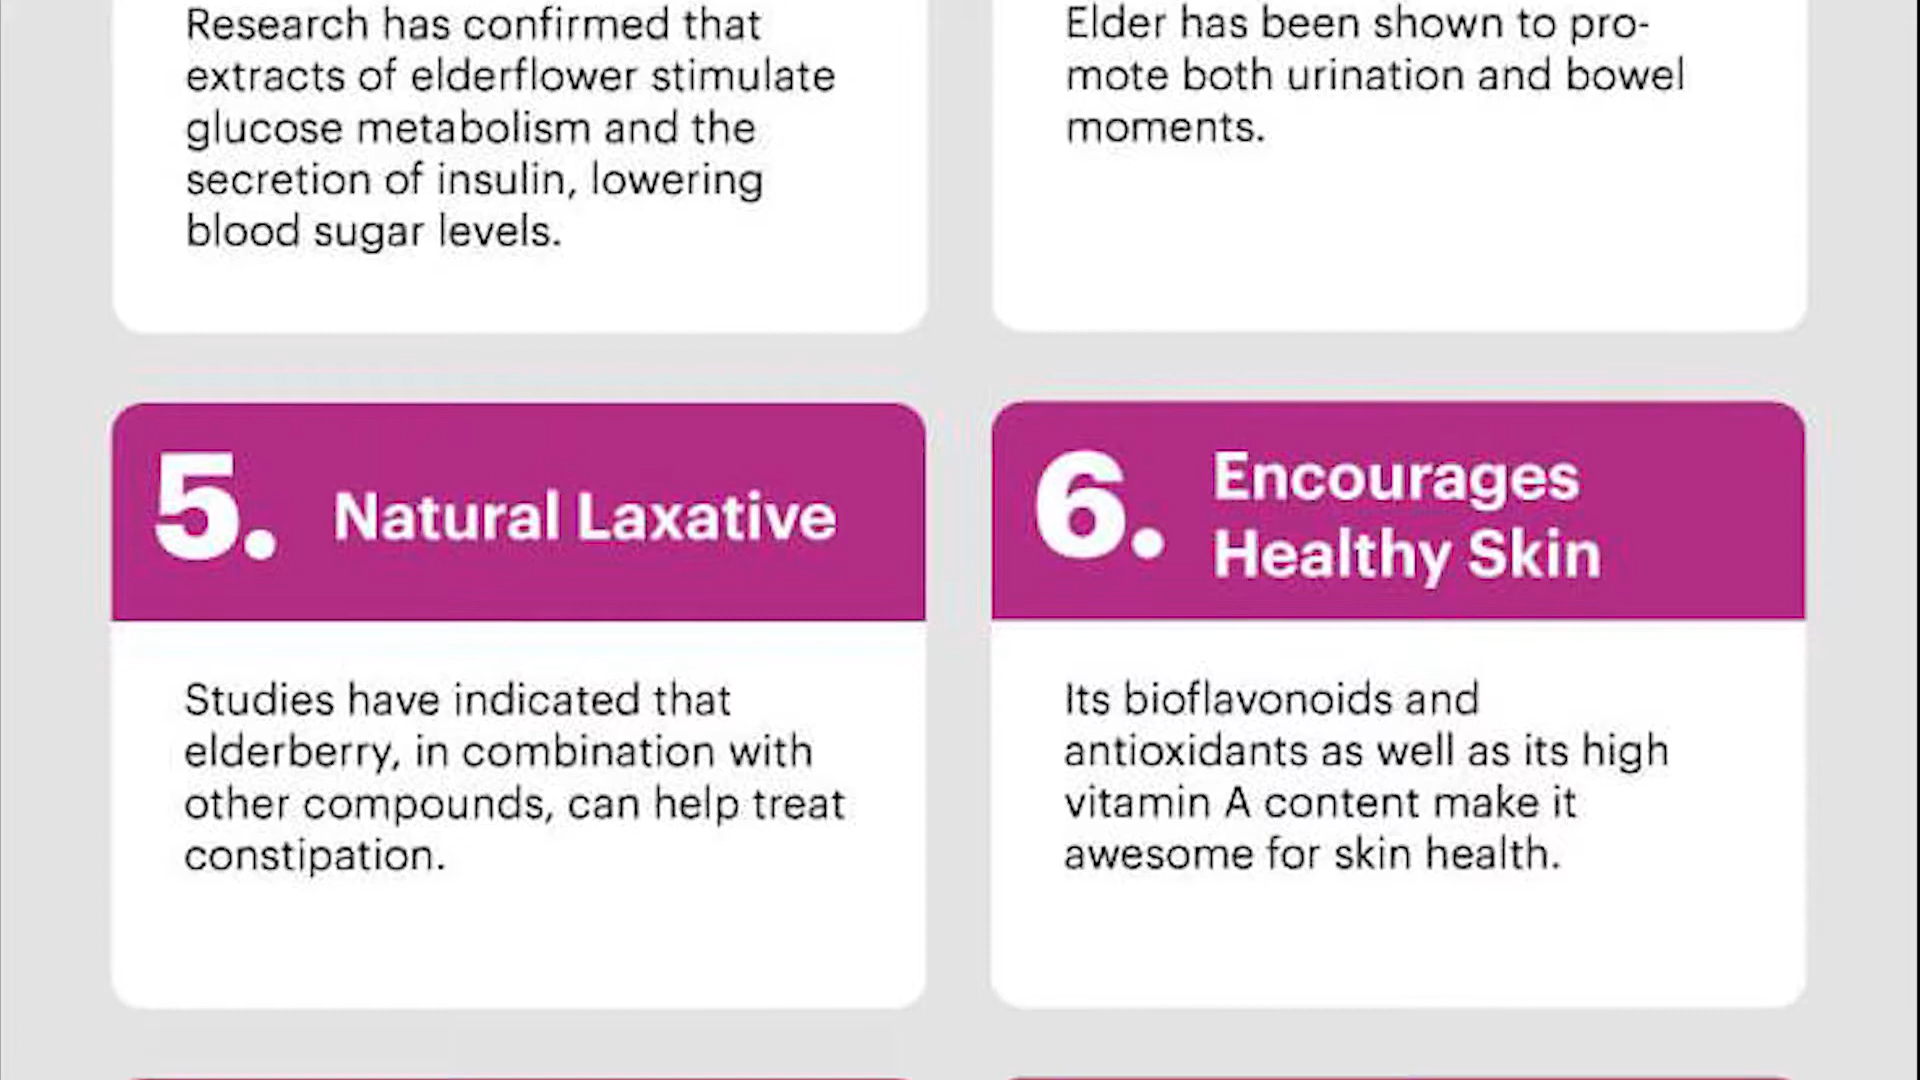 Research has confirmed that
extracts of elderflower stimulate
glucose metabolism and the
secretion of insulin, lowering
blood sugar levels.
Elder has been shown to pro-
mote both urination and bowel
moments.
5. Natural Laxative
Studies have indicated that
elderberry, in combination with
other compounds, can help treat
constipation.
6. Encourages
Healthy Skin
Its bioflavonoids and
antioxidants as well as its high
vitamin A content make it
awesome for skin health.